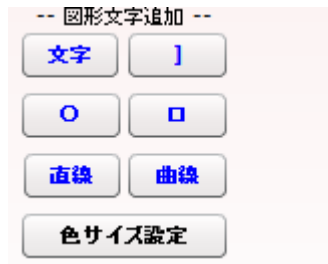 -- 図形文字追加 --
文字 ]
○ □
直線 曲線
色サイズ設定